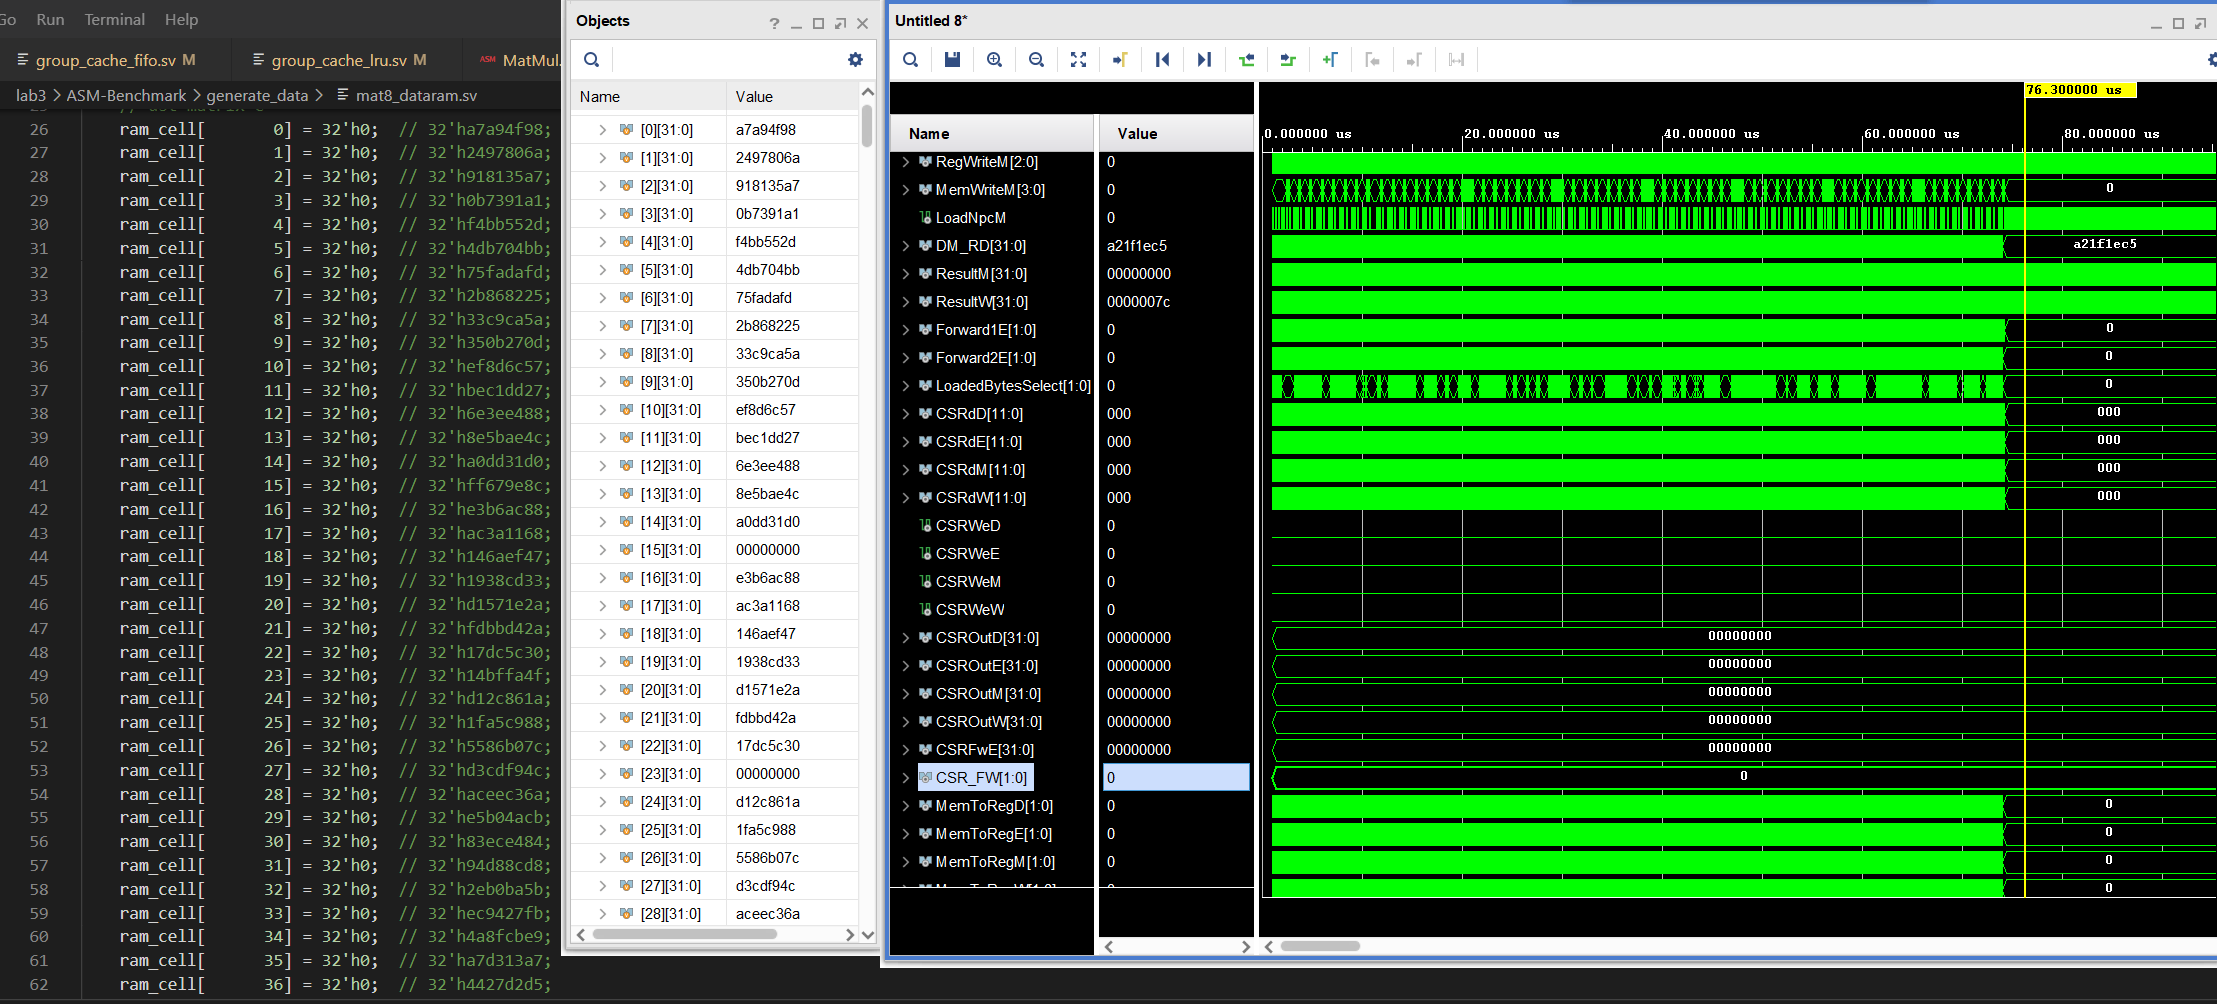 Go Run Terminal Help
group_cache_fifo.sv M group_cache_lru.sv M ASM MatMul.
lab3 > ASM-Benchmark > generate_data > mat8_dataram.sv
26 ram_cell[ 0] = 32'h0; // 32'ha7a94f98;
27 ram_cell[ 1] = 32'h0; // 32'h2497806a;
28 ram_cell[ 2] = 32'h0; // 32'h918135a7;
29 ram_cell[ 3] = 32'h0; // 32'h0b7391a1;
30 ram_cell[ 4] = 32'h0; // 32'hf4bb552d;
31 ram_cell[ 5] = 32'h0; // 32'h4db704bb;
32 ram_cell[ 6] = 32'h0; // 32'h75fadafd;
33 ram_cell[ 7] = 32'h0; // 32'h2b868225;
34 ram_cell[ 8] = 32'h0; // 32'h33c9ca5a;
35 ram_cell[ 9] = 32'h0; // 32'h350b270d;
36 ram_cell[ 10] = 32'h0; // 32'hef8d6c57;
37 ram_cell[ 11] = 32'h0; // 32'hbec1dd27;
38 ram_cell[ 12] = 32'h0; // 32'h6e3ee488;
39 ram_cell[ 13] = 32'h0; // 32'h8e5bae4c;
40 ram_cell[ 14] = 32'h0; // 32'ha0dd31d0;
41 ram_cell[ 15] = 32'h0; // 32'hff679e8c;
42 ram_cell[ 16] = 32'h0; // 32'he3b6ac88;
43 ram_cell[ 17] = 32'h0; // 32'hac3a1168;
44 ram_cell[ 18] = 32'h0; // 32'h146aef47;
45 ram_cell[ 19] = 32'h0; // 32'h1938cd33;
46 ram_cell[ 20] = 32'h0; // 32'hd1571e2a;
47 ram_cell[ 21] = 32'h0; // 32'hfdbbd42a;
48 ram_cell[ 22] = 32'h0; // 32'h17dc5c30;
49 ram_cell[ 23] = 32'h0; // 32'h14bffa4f;
50 ram_cell[ 24] = 32'h0; // 32'hd12c861a;
51 ram_cell[ 25] = 32'h0; // 32'h1fa5c988;
52 ram_cell[ 26] = 32'h0; // 32'h5586b07c;
53 ram_cell[ 27] = 32'h0; // 32'hd3cdf94c;
54 ram_cell[ 28] = 32'h0; // 32'haceec36a;
55 ram_cell[ 29] = 32'h0; // 32'he5b04acb;
56 ram_cell[ 30] = 32'h0; // 32'h83ece484;
57 ram_cell[ 31] = 32'h0; // 32'h94d88cd8;
58 ram_cell[ 32] = 32'h0; // 32'h2eb0ba5b;
59 ram_cell[ 33] = 32'h0; // 32'hec9427fb;
60 ram_cell[ 34] = 32'h0; // 32'h4a8fcbe9;
61 ram_cell[ 35] = 32'h0; // 32'ha7d313a7;
62 ram_cell[ 36] = 32'h0; // 32'h4427d2d5;
Objects
Name Value
[0][31:0] a7a94f98
[1][31:0] 2497806a
[2][31:0] 918135a7
[3][31:0] 0b7391a1
[4][31:0] f4bb552d
[5][31:0] 4db704bb
[6][31:0] 75fadafd
[7][31:0] 2b868225
[8][31:0] 33c9ca5a
[9][31:0] 350b270d
[10][31:0] ef8d6c57
[11][31:0] bec1dd27
[12][31:0] 6e3ee488
[13][31:0] 8e5bae4c
[14][31:0] a0dd31d0
[15][31:0] 00000000
[16][31:0] e3b6ac88
[17][31:0] ac3a1168
[18][31:0] 146aef47
[19][31:0] 1938cd33
[20][31:0] d1571e2a
[21][31:0] fdbbd42a
[22][31:0] 17dc5c30
[23][31:0] 00000000
[24][31:0] d12c861a
[25][31:0] 1fa5c988
[26][31:0] 5586b07c
[27][31:0] d3cdf94c
[28][31:0] aceec36a
Untitled 8*
76.300000 us
Name Value 0.000000 us 20.000000 us 40.000000 us 60.000000 us 80.000000 us
RegWriteM[2:0] 0
MemWriteM[3:0] 0 0
LoadNpcM 0
DM_RD[31:0] a21f1ec5 a21f1ec5
ResultM[31:0] 00000000
ResultW[31:0] 0000007c
Forward1E[1:0] 0 0
Forward2E[1:0] 0 0
LoadedBytesSelect[1:0] 0 0
CSRdD[11:0] 000 000
CSRdE[11:0] 000 000
CSRdM[11:0] 000 000
CSRdW[11:0] 000 000
CSRWeD 0
CSRWeE 0
CSRWeM 0
CSRWeW 0
CSROutD[31:0] 00000000 00000000
CSROutE[31:0] 00000000 00000000
CSROutM[31:0] 00000000 00000000
CSROutW[31:0] 00000000 00000000
CSRFwE[31:0] 00000000 00000000
CSR_FW[1:0] 0 0
MemToRegD[1:0] 0 0
MemToRegE[1:0] 0 0
MemToRegM[1:0] 0 0
0